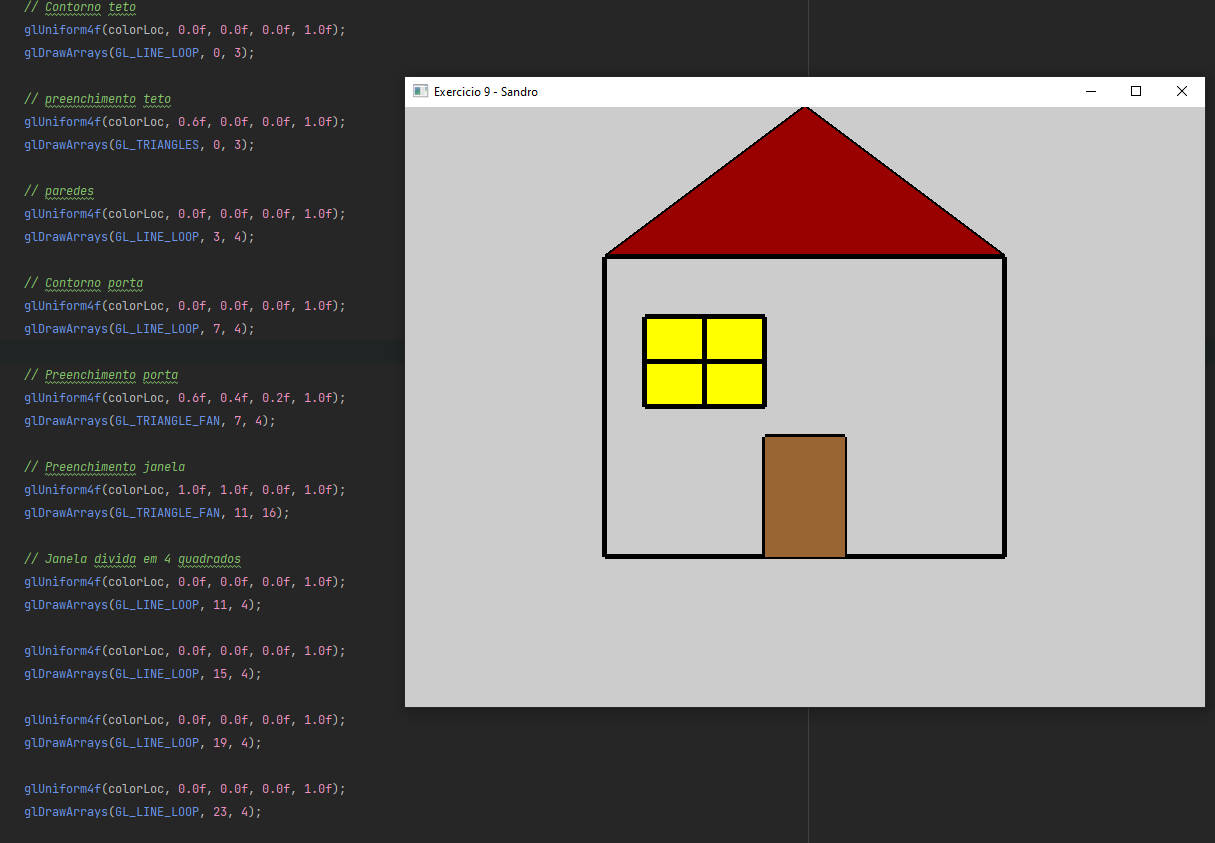 // Contorno teto
glUniform4f(colorLoc, 0.0f, 0.0f, 0.0f, 1.0f);
glDrawArrays(GL_LINE_LOOP, 0, 3);
// preenchimento teto
glUniform4f(colorLoc, 0.6f, 0.0f, 0.0f, 1.0f);
glDrawArrays(GL_TRIANGLES, 0, 3);
// paredes
glUniform4f(colorLoc, 0.0f, 0.0f, 0.0f, 1.0f);
glDrawArrays(GL_LINE_LOOP, 3, 4);
// Contorno porta
glUniform4f(colorLoc, 0.0f, 0.0f, 0.0f, 1.0f);
glDrawArrays(GL_LINE_LOOP, 7, 4);
// Preenchimento porta
glUniform4f(colorLoc, 0.6f, 0.4f, 0.2f, 1.0f);
glDrawArrays(GL_TRIANGLE_FAN, 7, 4);
// Preenchimento janela
glUniform4f(colorLoc, 1.0f, 1.0f, 0.0f, 1.0f);
glDrawArrays(GL_TRIANGLE_FAN, 11, 16);
// Janela divida em 4 quadrados
glUniform4f(colorLoc, 0.0f, 0.0f, 0.0f, 1.0f);
glDrawArrays(GL_LINE_LOOP, 11, 4);
glUniform4f(colorLoc, 0.0f, 0.0f, 0.0f, 1.0f);
glDrawArrays(GL_LINE_LOOP, 15, 4);
glUniform4f(colorLoc, 0.0f, 0.0f, 0.0f, 1.0f);
glDrawArrays(GL_LINE_LOOP, 19, 4);
glUniform4f(colorLoc, 0.0f, 0.0f, 0.0f, 1.0f);
glDrawArrays(GL_LINE_LOOP, 23, 4);
Exercicio 9 - Sandro